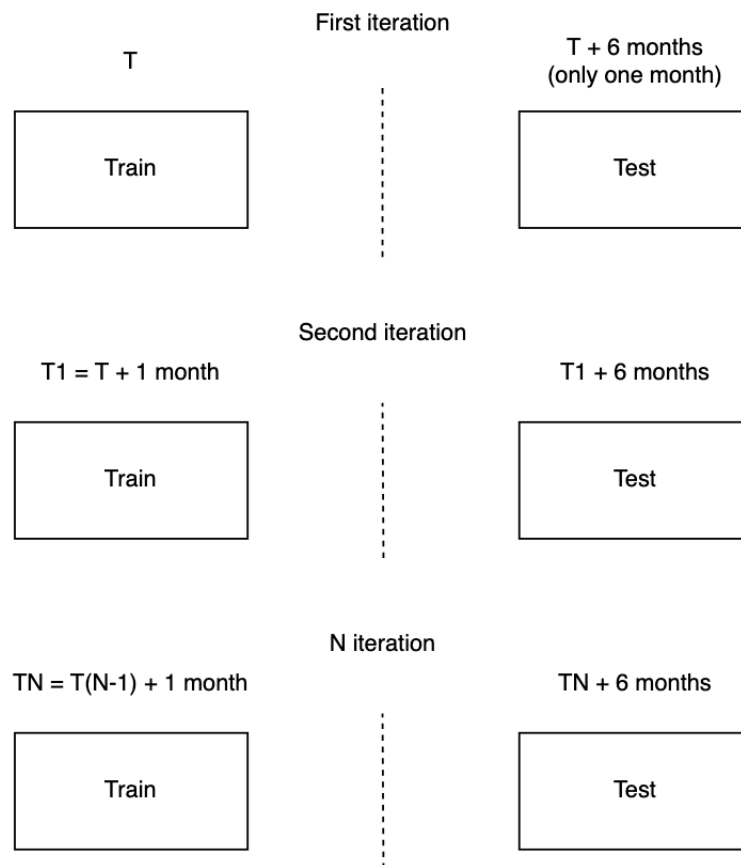 First iteration
T
T + 6 months
(only one month)
Train
Test
Second iteration
T1 = T + 1 month
T1 + 6 months
Train
Test
N iteration
TN = T(N-1) + 1 month
TN + 6 months
Train
Test